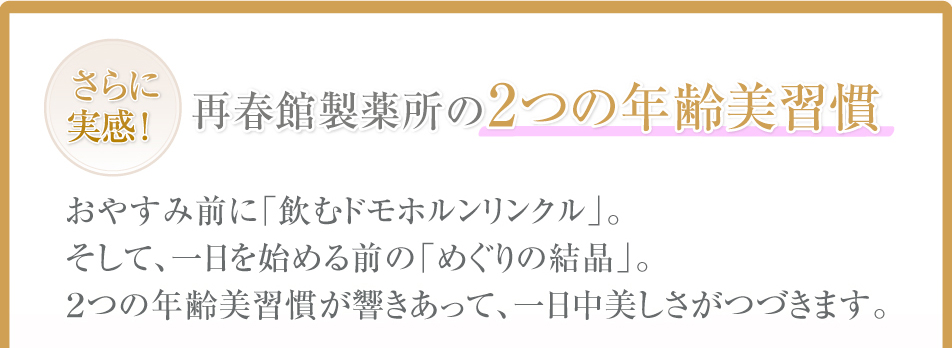 さらに
実感!
再春館製薬所の2つの年齢美習慣
おやすみ前に「飲むドモホルンリンクル」。
そして、一日を始める前の「めぐりの結晶」。
2つの年齢美習慣が響きあって、一日中美しさがつづきます。